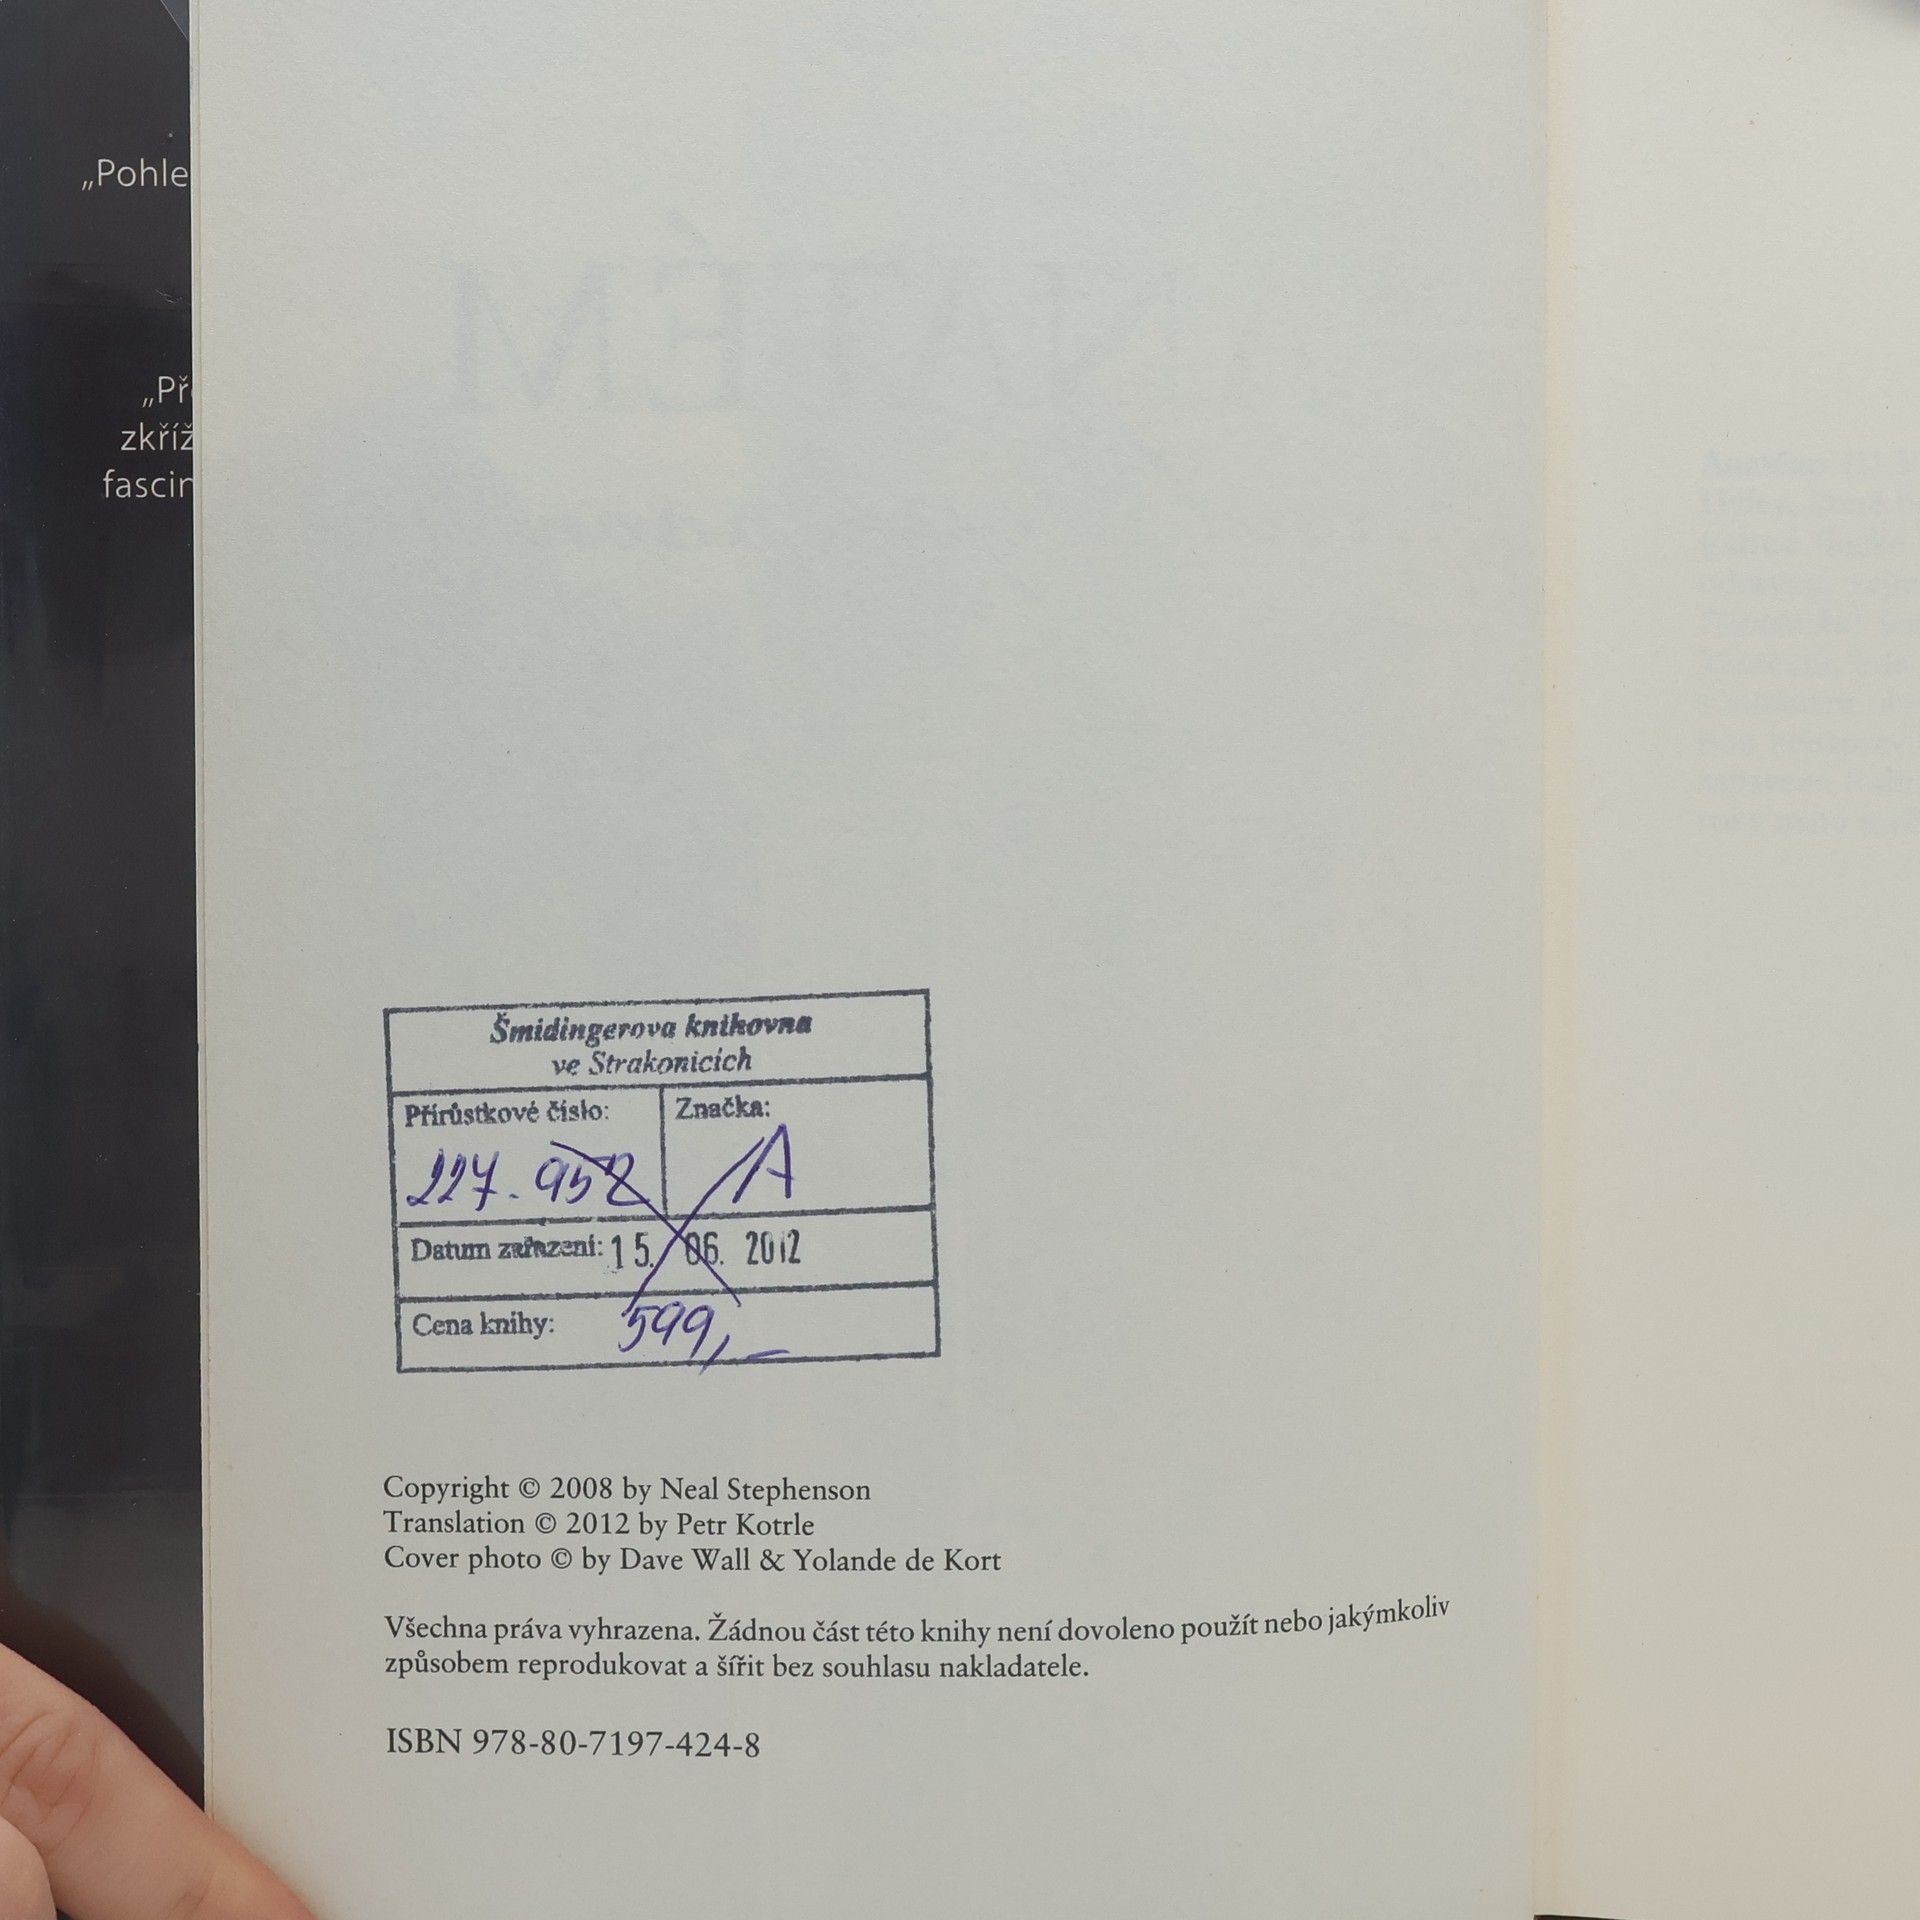 „Pohle
„Př
zkříž
fascin
ANATÉM
Šmidingerova knihovna
ve Strakonicích
Přírůstkové číslo:
Značka:
227.958
A
Datum zařazení: 15. 06. 2012
Cena knihy: 599,–
Copyright © 2008 by Neal Stephenson
Translation © 2012 by Petr Kotrle
Cover photo © by Dave Wall & Yolande de Kort
Všechna práva vyhrazena. Žádnou část této knihy není dovoleno použít nebo jakýmkoliv
způsobem reprodukovat a šířit bez souhlasu nakladatele.
ISBN 978-80-7197-424-8